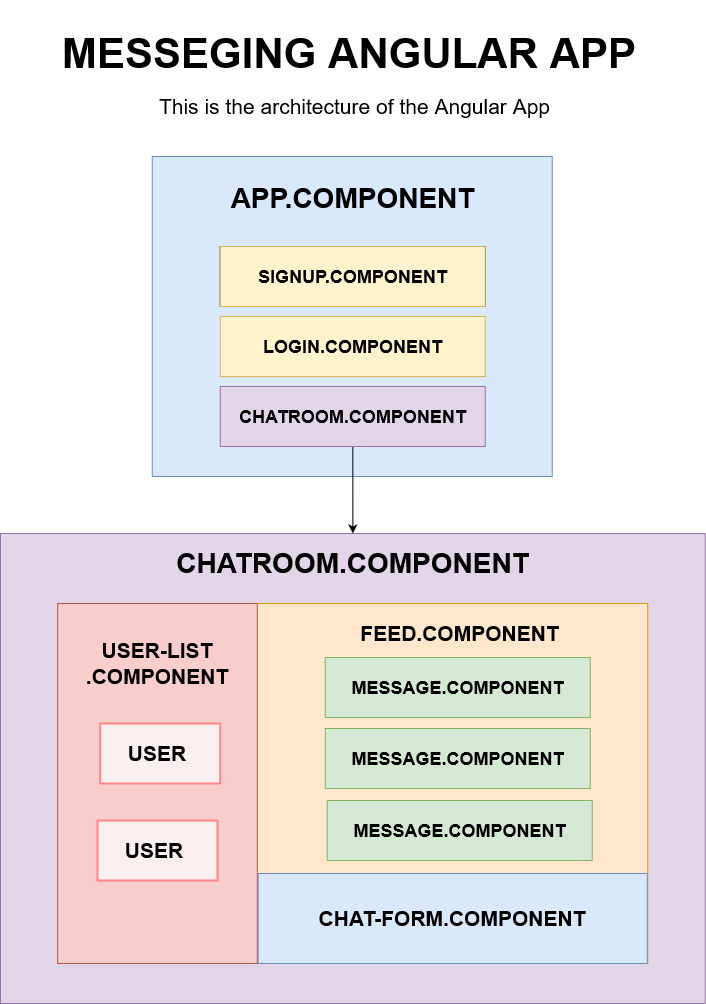 MESSEGING ANGULAR APP
This is the architecture of the Angular App
APP.COMPONENT
SIGNUP.COMPONENT
LOGIN.COMPONENT
CHATROOM.COMPONENT
CHATROOM.COMPONENT
USER-LIST
.COMPONENT
USER
USER
FEED.COMPONENT
MESSAGE.COMPONENT
MESSAGE.COMPONENT
MESSAGE.COMPONENT
CHAT-FORM.COMPONENT